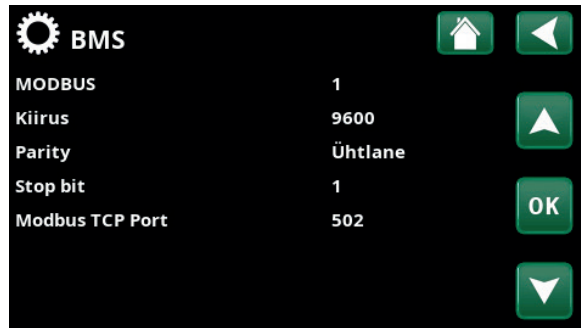 BMS
MODBUS 1
Kiirus 9600
Parity Ühtlane
Stop bit 1
Modbus TCP Port 502
OK